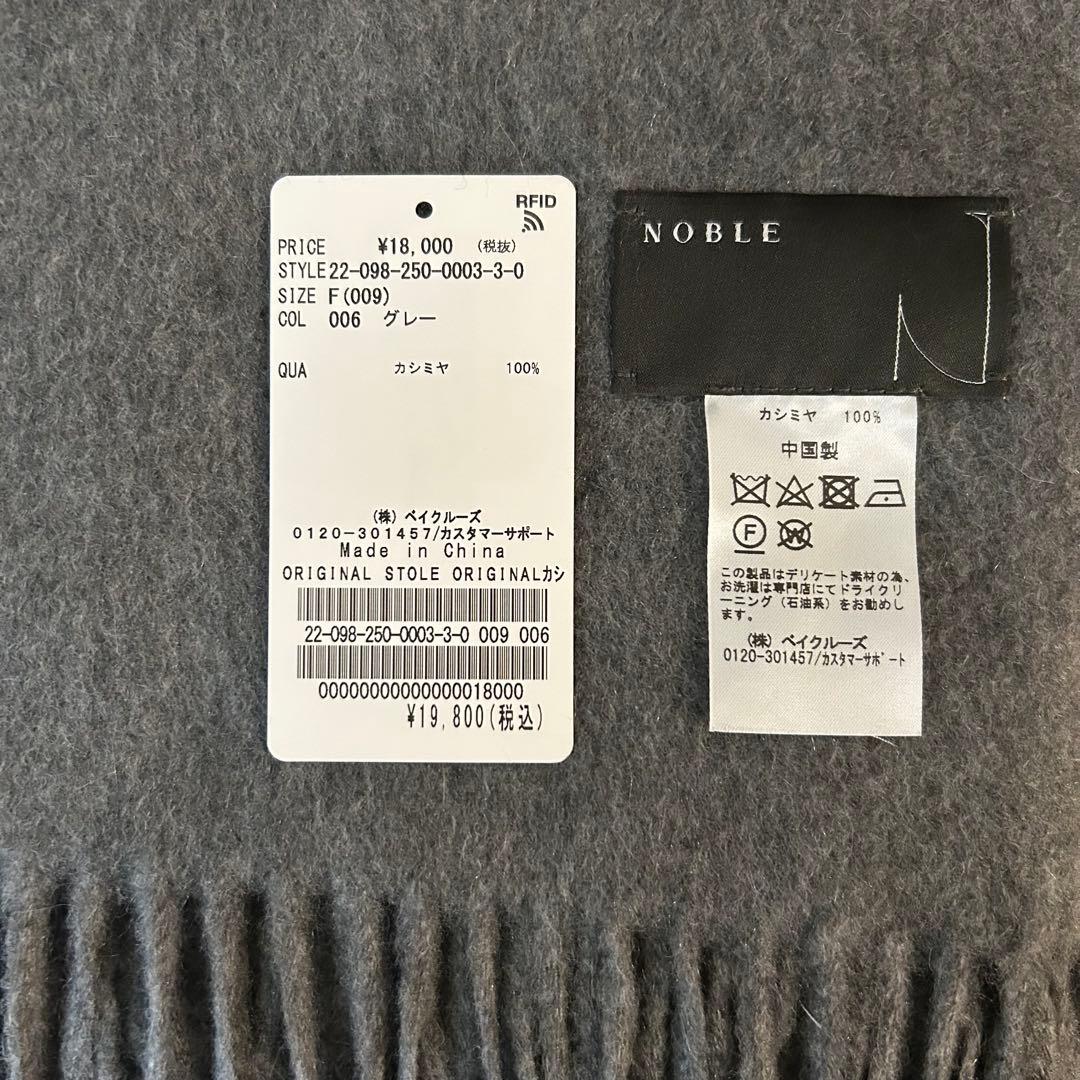 RFID
PRICE ¥18,000 (税抜)
STYLE 22-098-250-0003-3-0
SIZE F(009)
COL 006 グレー
QUA カシミヤ 100%
(株) ベイクルーズ
0120-301457/カスタマーサポート
Made in China
ORIGINAL STOLE ORIGINALカシ
22-098-250-0003-3-0 009 006
00000000000000018000
¥19,800(税込)
NOBLE
カシミヤ 100%
中国製
F
W
この製品はデリケート素材の為、
お洗濯は専門店にてドライクリ
ーニング (石油系) をお勧めし
ます。
(株) ベイクルーズ
0120-301457/カスタマーサポート